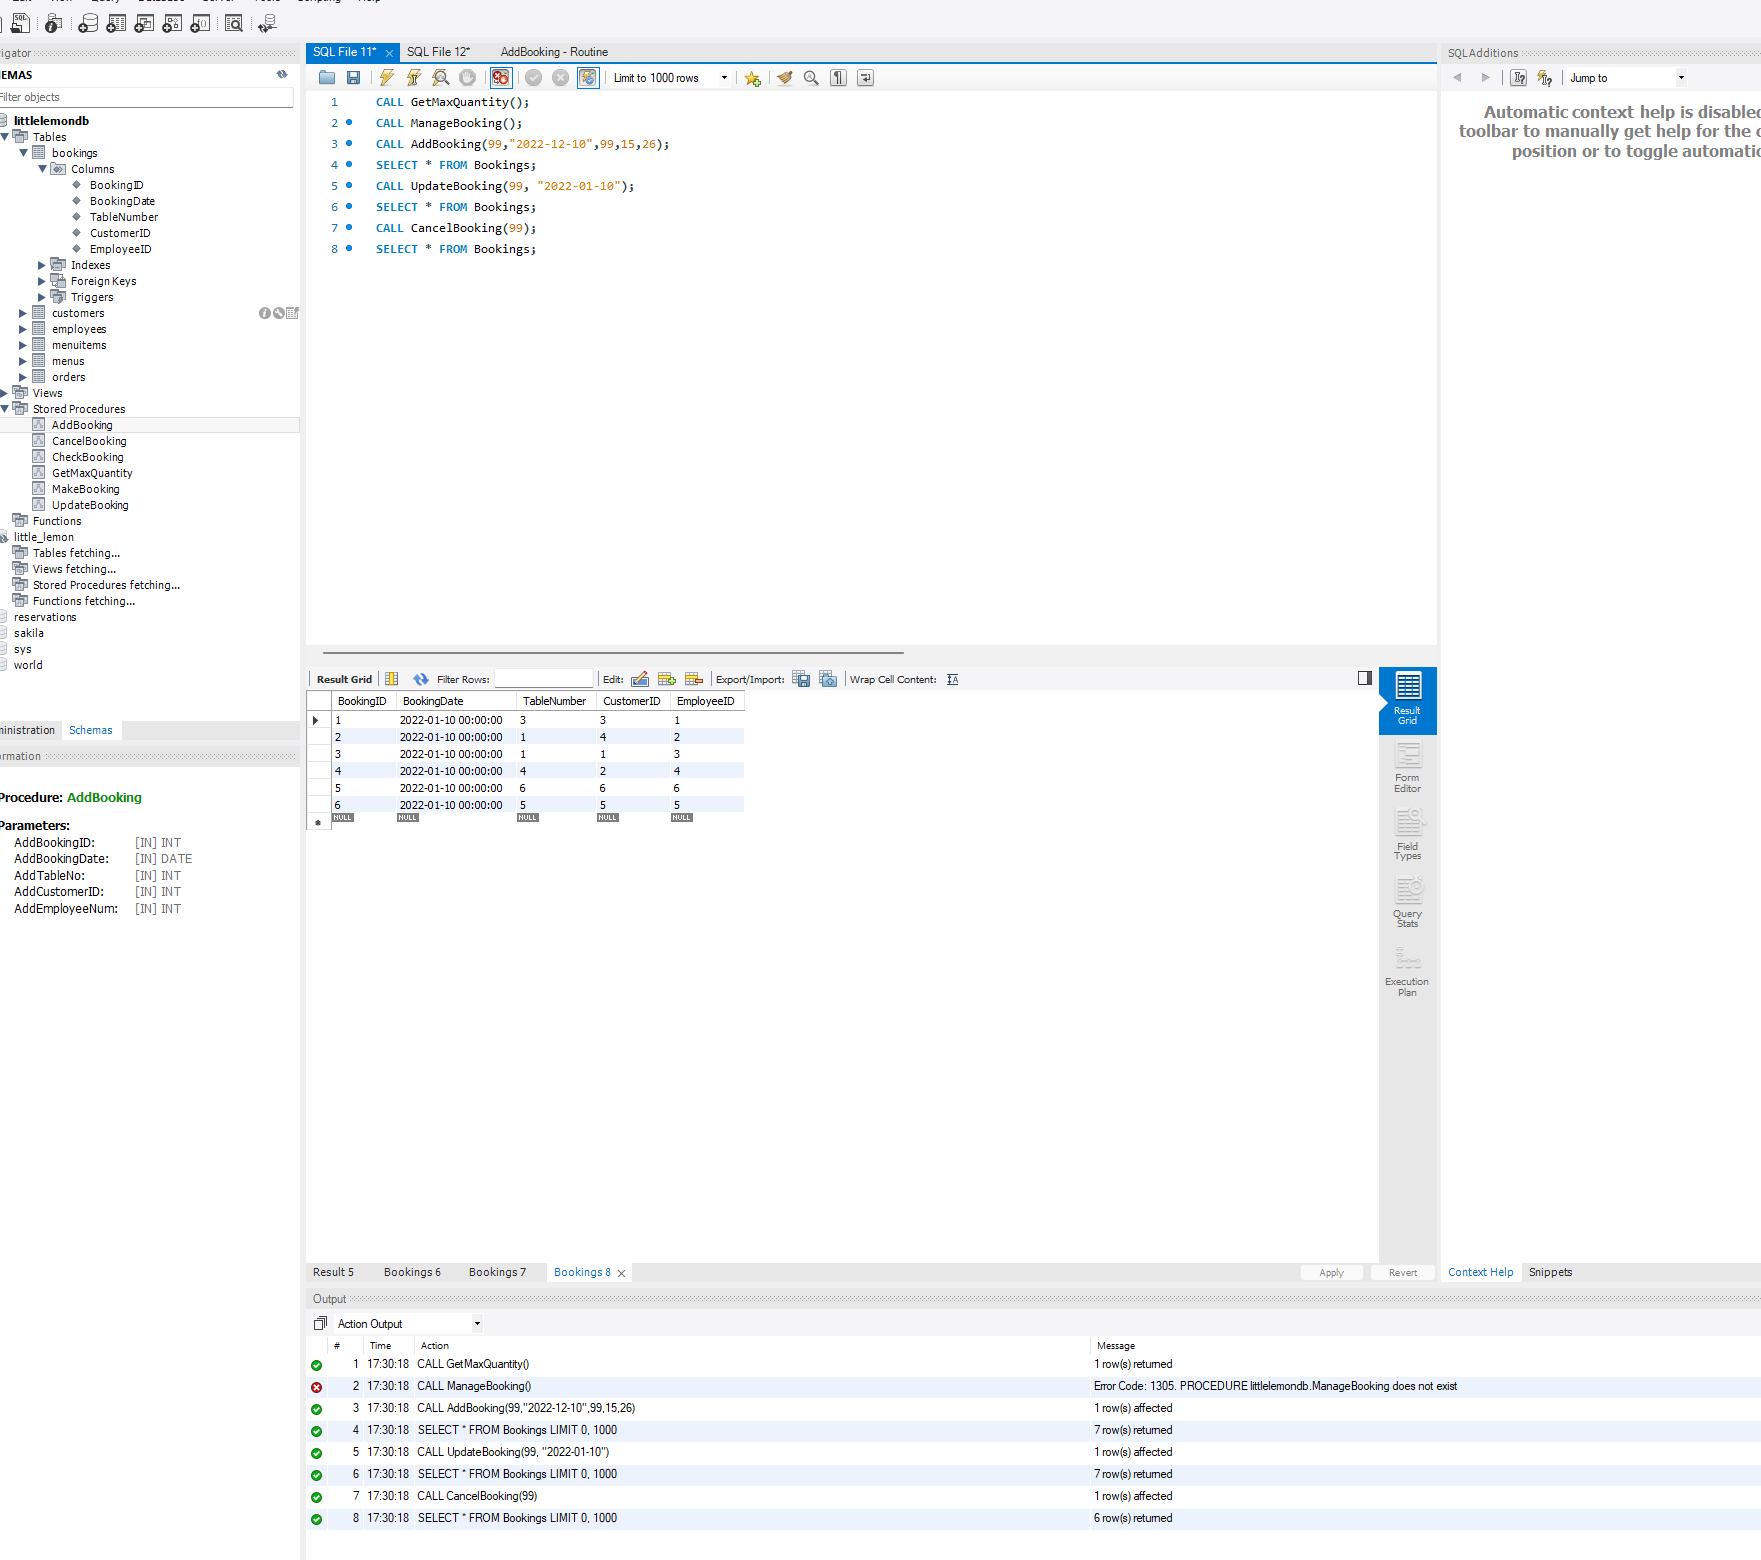 SQL File 11*
SQL File 12*
AddBooking - Routine
SQLAdditions
Limit to 1000 rows
Jump to
Automatic context help is disabled
toolbar to manually get help for the
position or to toggle
Filter objects
littlelemondb
Tables
bookings
Columns
BookingID
BookingDate
TableNumber
CustomerID
EmployeeID
Indexes
Foreign Keys
Triggers
customers
employees
menuitems
menus
orders
Views
Stored Procedures
AddBooking
CancelBooking
CheckBooking
GetMaxQuantity
MakeBooking
UpdateBooking
Functions
little_lemon
Tables fetching...
Views fetching...
Stored Procedures fetching...
Functions fetching...
reservations
sakila
sys
world
Schemas
Procedure: AddBooking
Parameters:
AddBookingID: [IN] INT
AddBookingDate: [IN] DATE
AddTableNo: [IN] INT
AddCustomerID: [IN] INT
AddEmployeeNum: [IN] INT
1 CALL GetMaxQuantity();
2 CALL ManageBooking();
3 CALL AddBooking(99,"2022-12-10",99,15,26);
4 SELECT * FROM Bookings;
5 CALL UpdateBooking(99, "2022-01-10");
6 SELECT * FROM Bookings;
7 CALL CancelBooking(99);
8 SELECT * FROM Bookings;
Result Grid Filter Rows: Edit: Export/Import: Wrap Cell Content:
BookingID BookingDate TableNumber CustomerID EmployeeID
1 2022-01-10 00:00:00 3 3 1
2 2022-01-10 00:00:00 1 4 2
3 2022-01-10 00:00:00 1 1 3
4 2022-01-10 00:00:00 4 2 4
5 2022-01-10 00:00:00 6 6 6
6 2022-01-10 00:00:00 5 5 5
NULL NULL NULL NULL NULL
Result
Grid
Form
Editor
Field
Types
Query
Stats
Execution
Plan
Result 5 Bookings 6 Bookings 7 Bookings 8 Apply Revert
Context Help Snippets
Output
Action Output
# Time Action Message
1 17:30:18 CALL GetMaxQuantity() 1 row(s) returned
2 17:30:18 CALL ManageBooking() Error Code: 1305. PROCEDURE littlelemondb.ManageBooking does not exist
3 17:30:18 CALL AddBooking(99,"2022-12-10",99,15,26) 1 row(s) affected
4 17:30:18 SELECT * FROM Bookings LIMIT 0, 1000 7 row(s) returned
5 17:30:18 CALL UpdateBooking(99, "2022-01-10") 1 row(s) affected
6 17:30:18 SELECT * FROM Bookings LIMIT 0, 1000 7 row(s) returned
7 17:30:18 CALL CancelBooking(99) 1 row(s) affected
8 17:30:18 SELECT * FROM Bookings LIMIT 0, 1000 6 row(s) returned